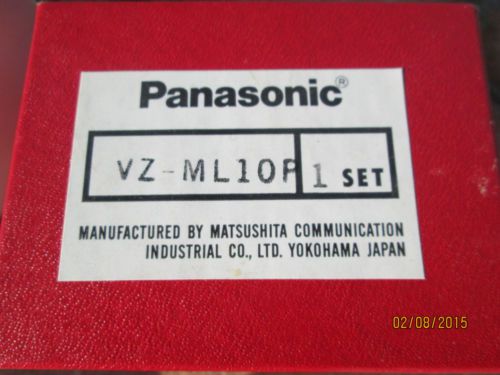 Panasonic®
VZ-ML10P 1 SET
MANUFACTURED BY MATSUSHITA COMMUNICATION
INDUSTRIAL CO., LTD. YOKOHAMA JAPAN
02/08/2015